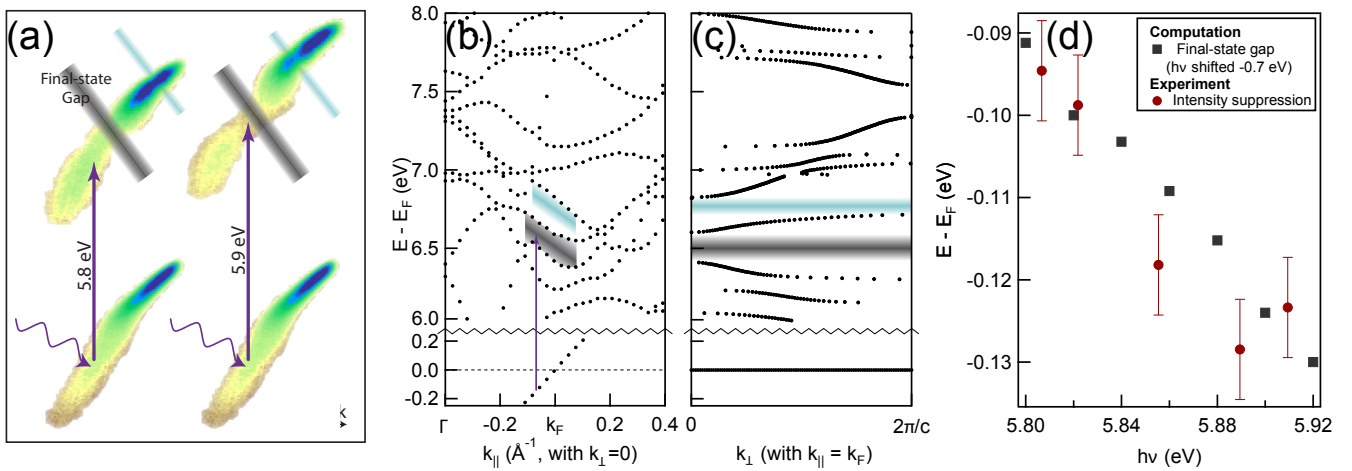 (a)
Final-state
Gap
5.8 eV
5.9 eV
k
(b)
8.0
7.5
7.0
6.5
6.0
0.2
0.0
-0.2
E - E_F (eV)
Γ -0.2 k_F 0.2 0.4
k_|| (Å⁻¹, with k_⊥=0)
(c)
0 2π/c
k_⊥ (with k_|| = k_F)
(d)
Computation
Final-state gap
(hν shifted -0.7 eV)
Experiment
Intensity suppression
-0.09
-0.10
-0.11
-0.12
-0.13
E - E_F (eV)
5.80 5.84 5.88 5.92
hν (eV)